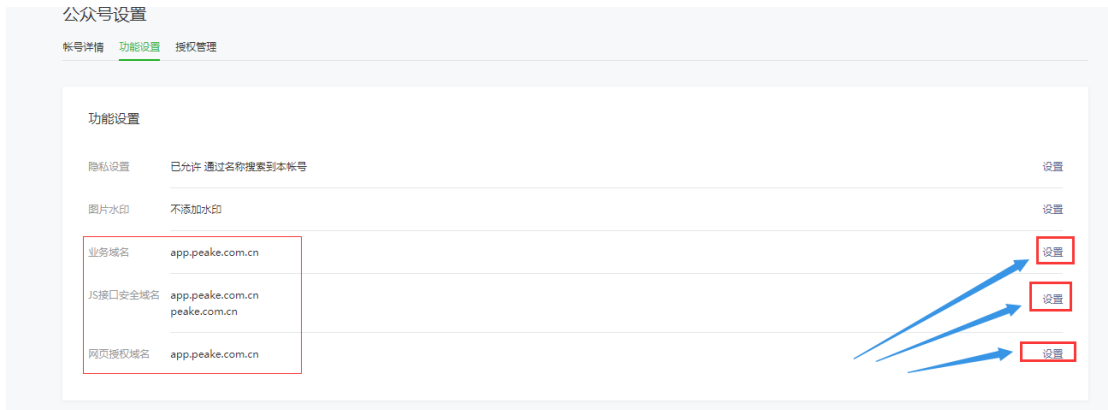 公众号设置
帐号详情 功能设置 授权管理
功能设置
隐私设置 已允许 通过名称搜索到本帐号 设置
图片水印 不添加水印 设置
业务域名 app.peake.com.cn 设置
JS接口安全域名 app.peake.com.cn 设置
peake.com.cn
网页授权域名 app.peake.com.cn 设置